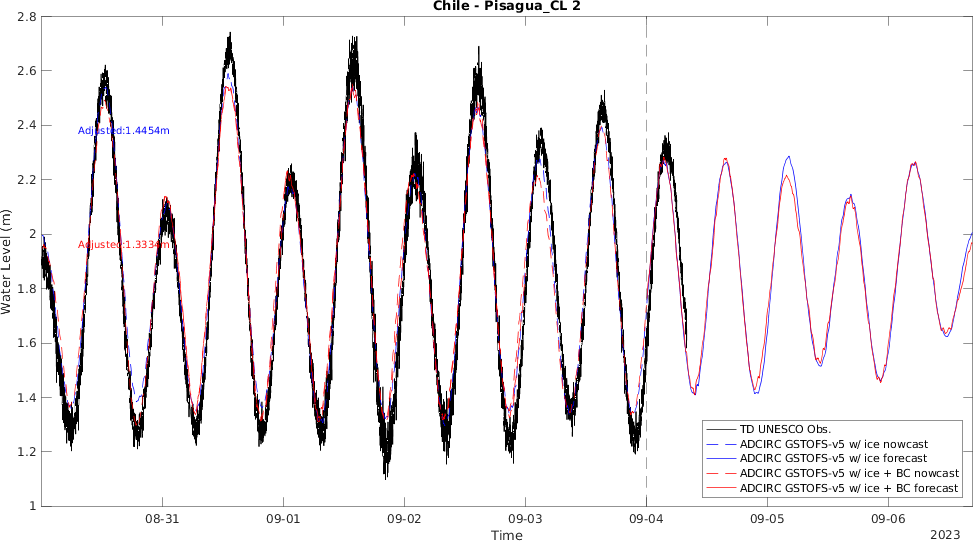 Chile - Pisagua_CL 2
2.8
2.6
2.4
2.2
2
1.8
1.6
1.4
1.2
1
Water Level (m)
Adjusted:1.4454m
Adjusted:1.3334m
TD UNESCO Obs.
ADCIRC GSTOFS-v5 w/ ice nowcast
ADCIRC GSTOFS-v5 w/ ice forecast
ADCIRC GSTOFS-v5 w/ ice + BC nowcast
ADCIRC GSTOFS-v5 w/ ice + BC forecast
08-31 09-01 09-02 09-03 09-04 09-05 09-06
Time
2023